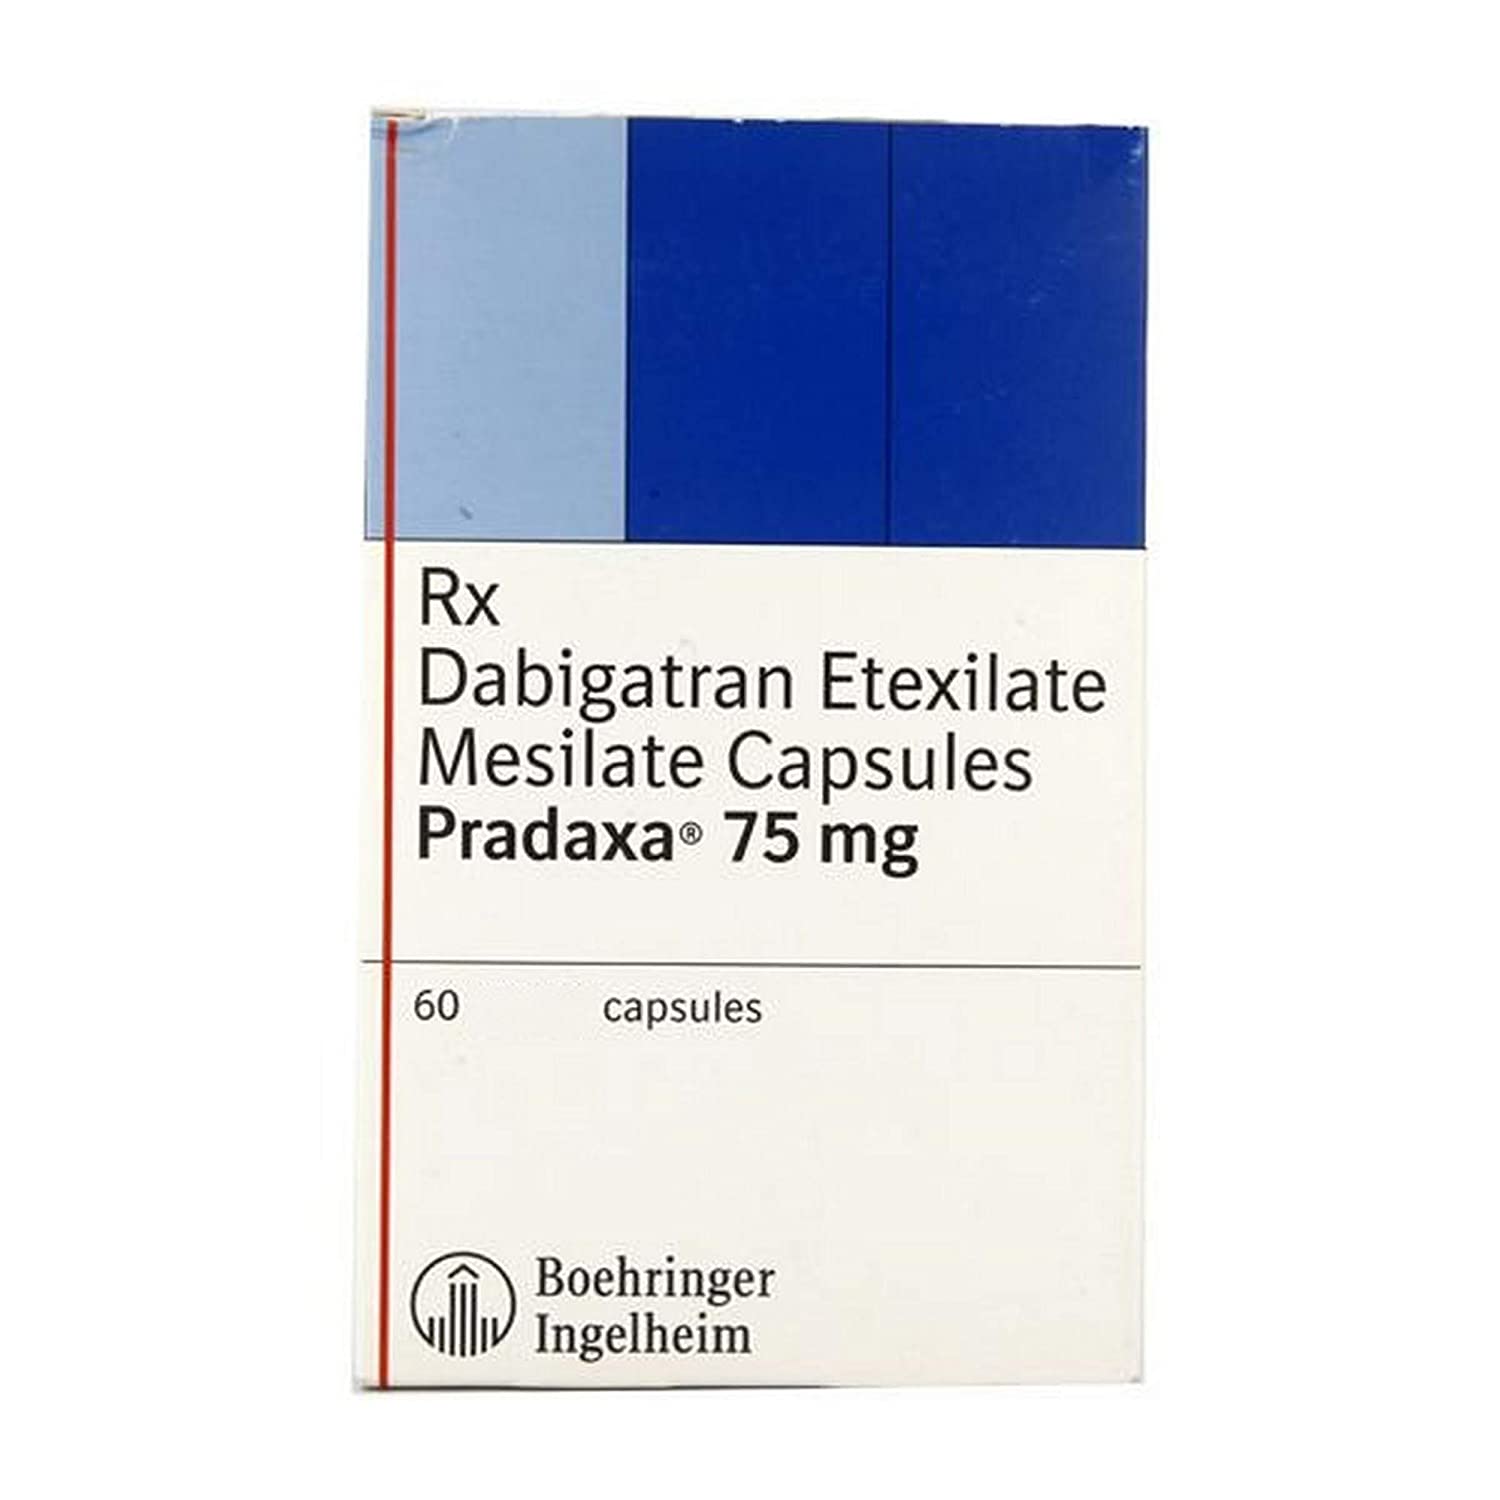 Rx
Dabigatran Etexilate
Mesilate Capsules
Pradaxa® 75 mg
60 capsules
Boehringer
Ingelheim